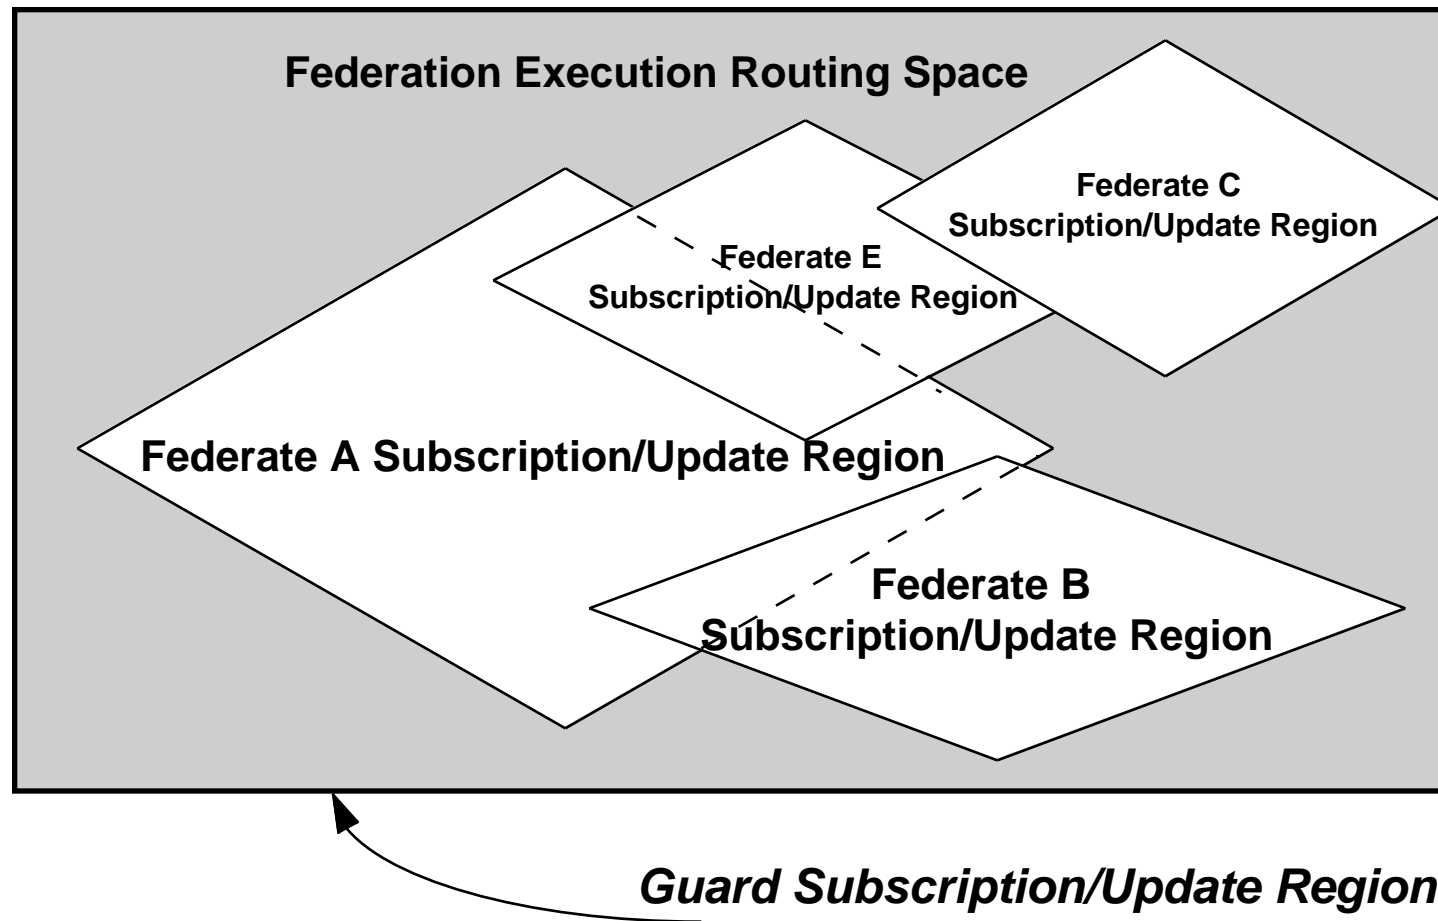 Federation Execution Routing Space
Federate C
Subscription/Update Region
Federate E
Subscription/Update Region
Federate A Subscription/Update Region
Federate B
Subscription/Update Region
Guard Subscription/Update Region